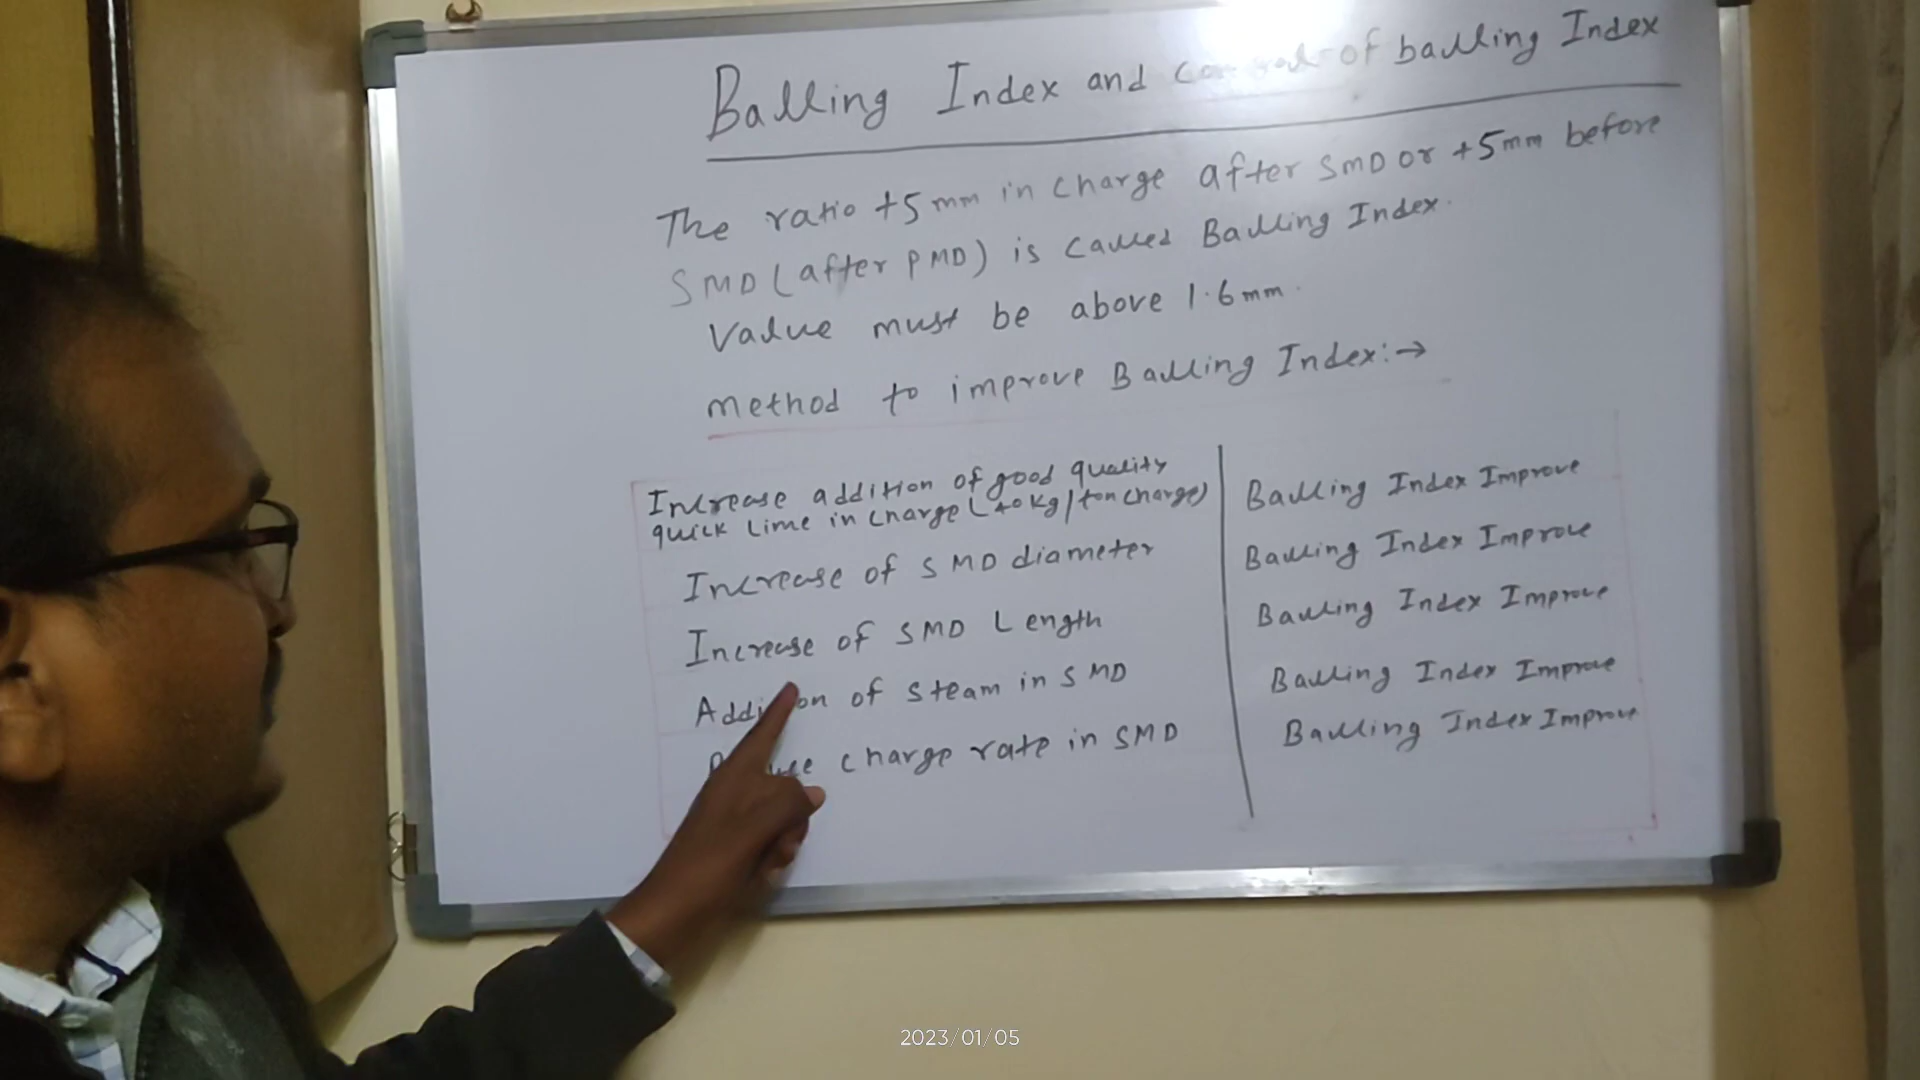 Balling Index and control of balling Index
The ratio +5mm in charge after SMD or +5mm before
SMD (after PMD) is called Balling Index.
Value must be above 1.6mm.
method to improve Balling Index:→
Increase addition of good quality
quick lime in charge (40kg/ton charge)
Balling Index Improve
Increase of SMD diameter
Balling Index Improve
Increase of SMD Length
Balling Index Improve
of steam in SMD
Balling Index Improve
charge rate in SMD
Balling Index Improve
2023/01/05